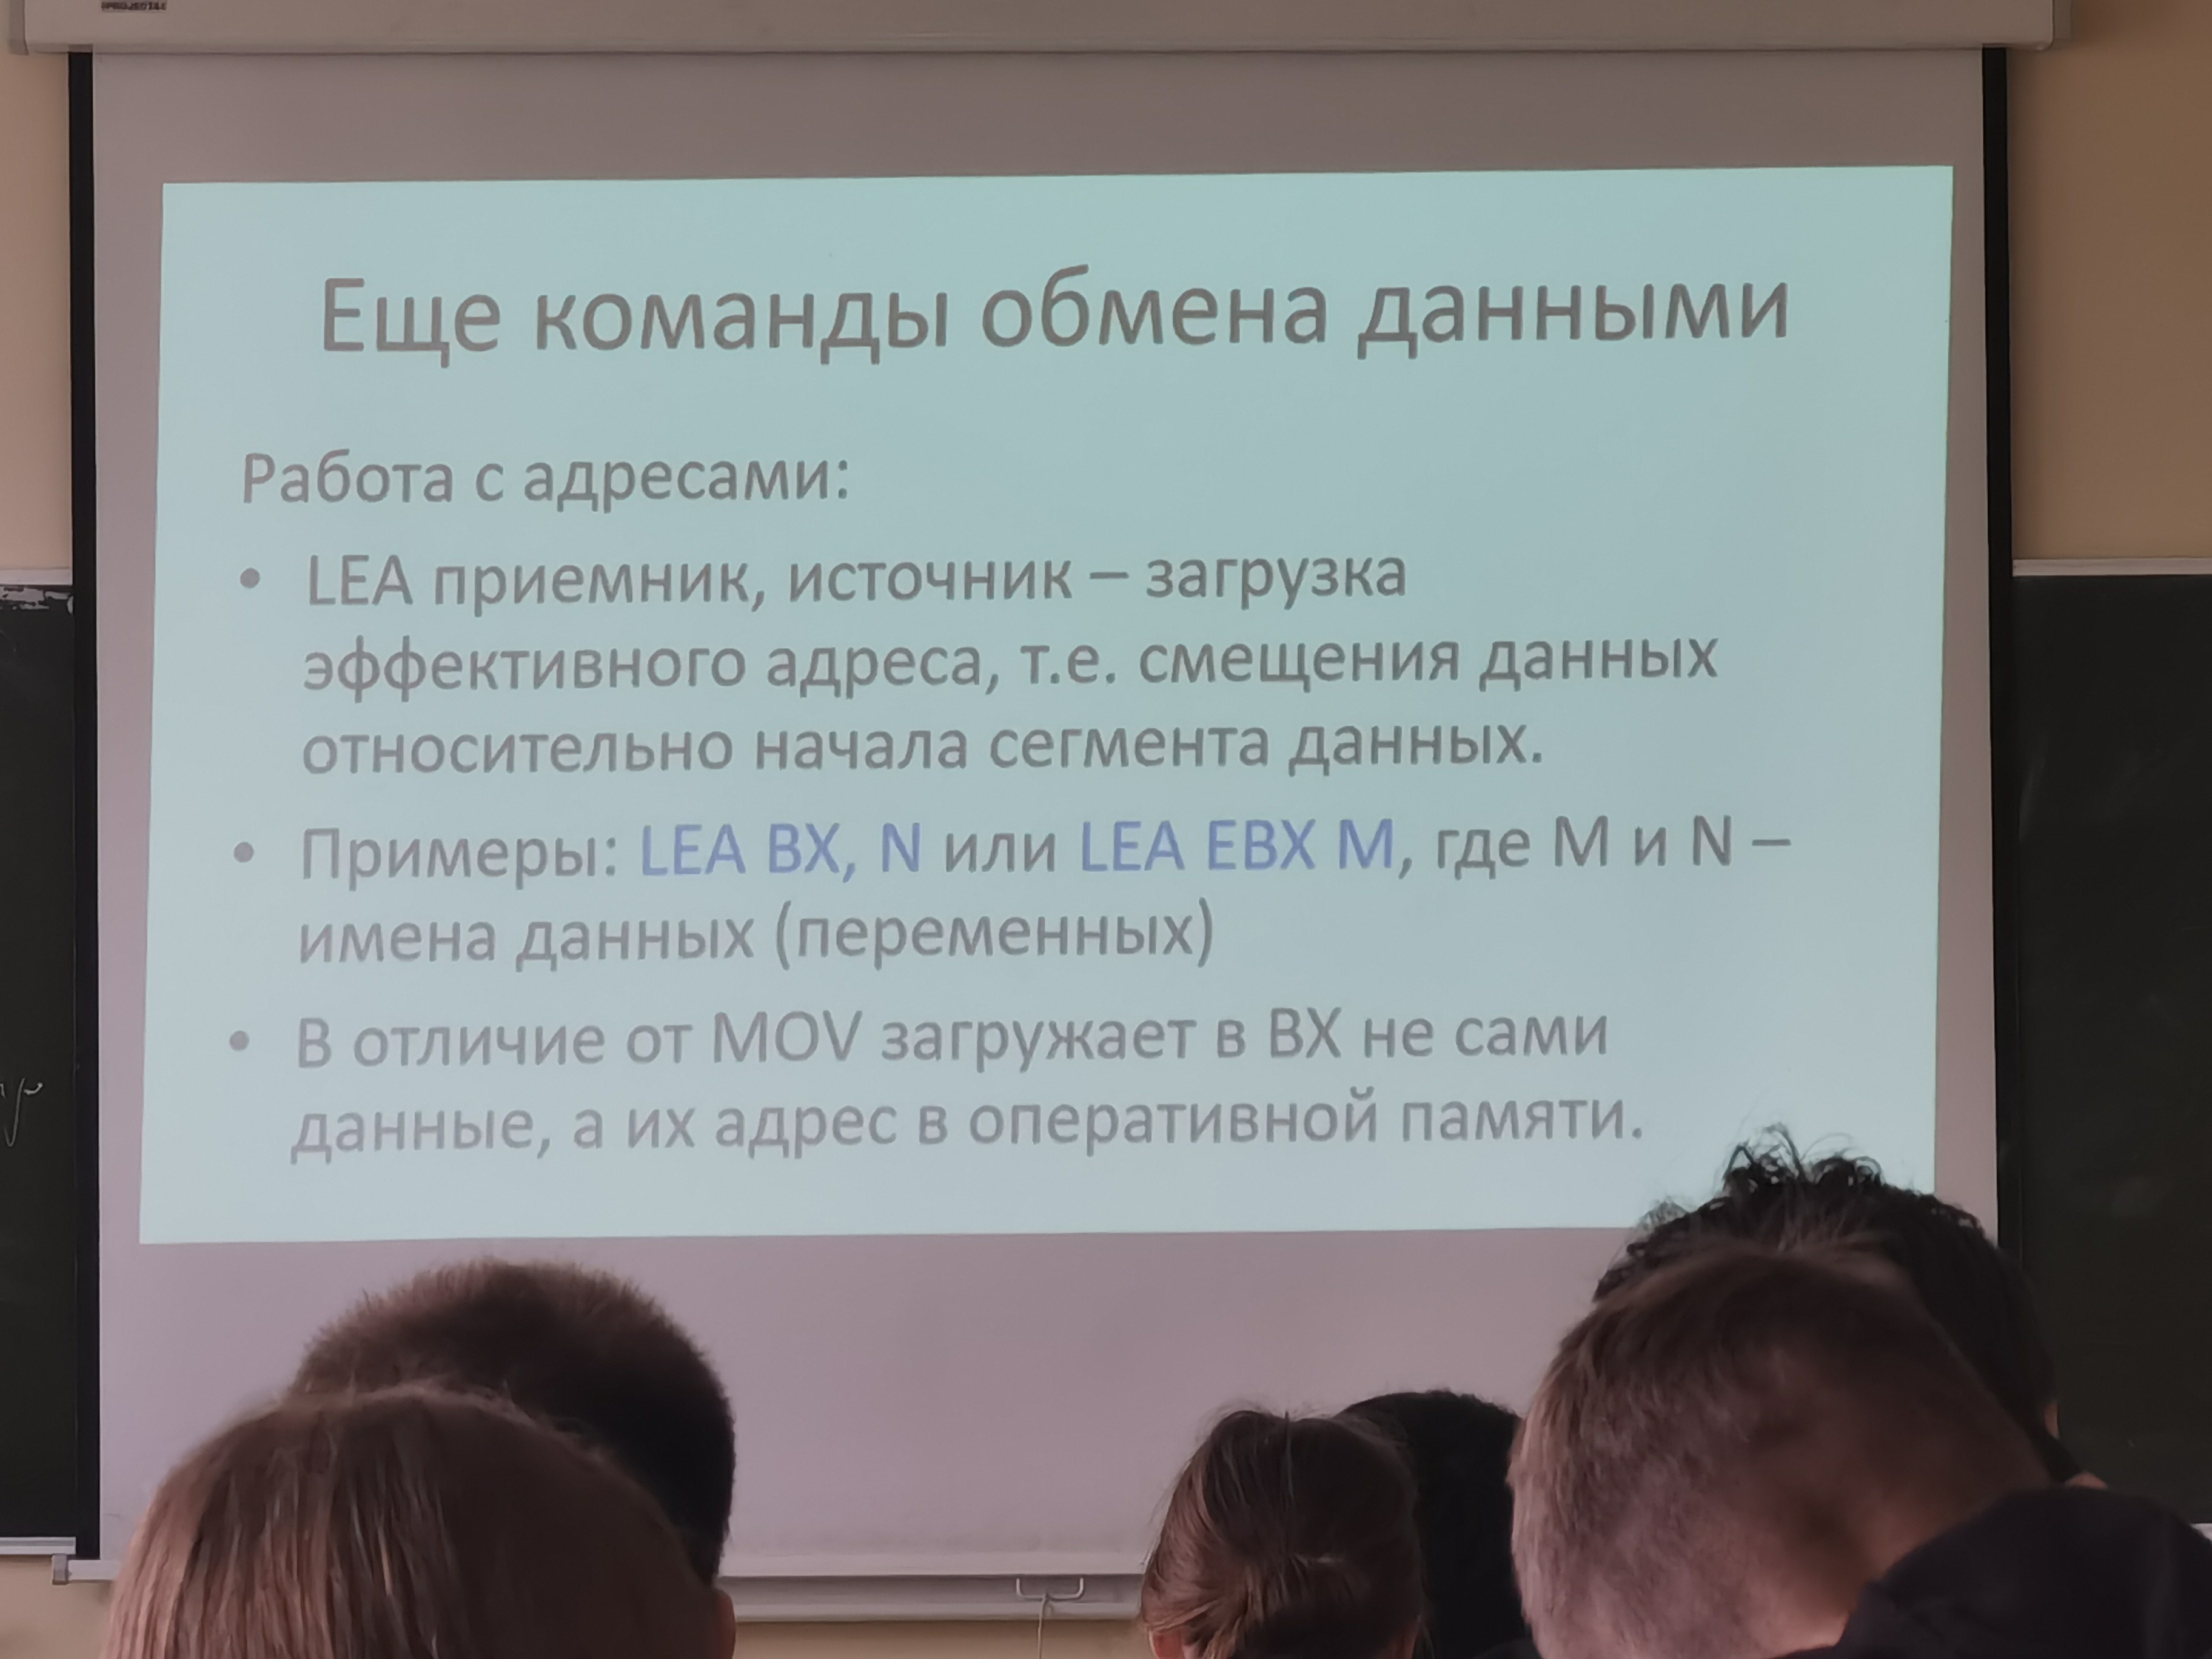 Еще команды обмена данными
Работа с адресами:
• LEA приемник, источник – загрузка
эффективного адреса, т.е. смещения данных
относительно начала сегмента данных.
• Примеры: LEA BX, N или LEA EBX M, где M и N –
имена данных (переменных)
• В отличие от MOV загружает в BX не сами
данные, а их адрес в оперативной памяти.